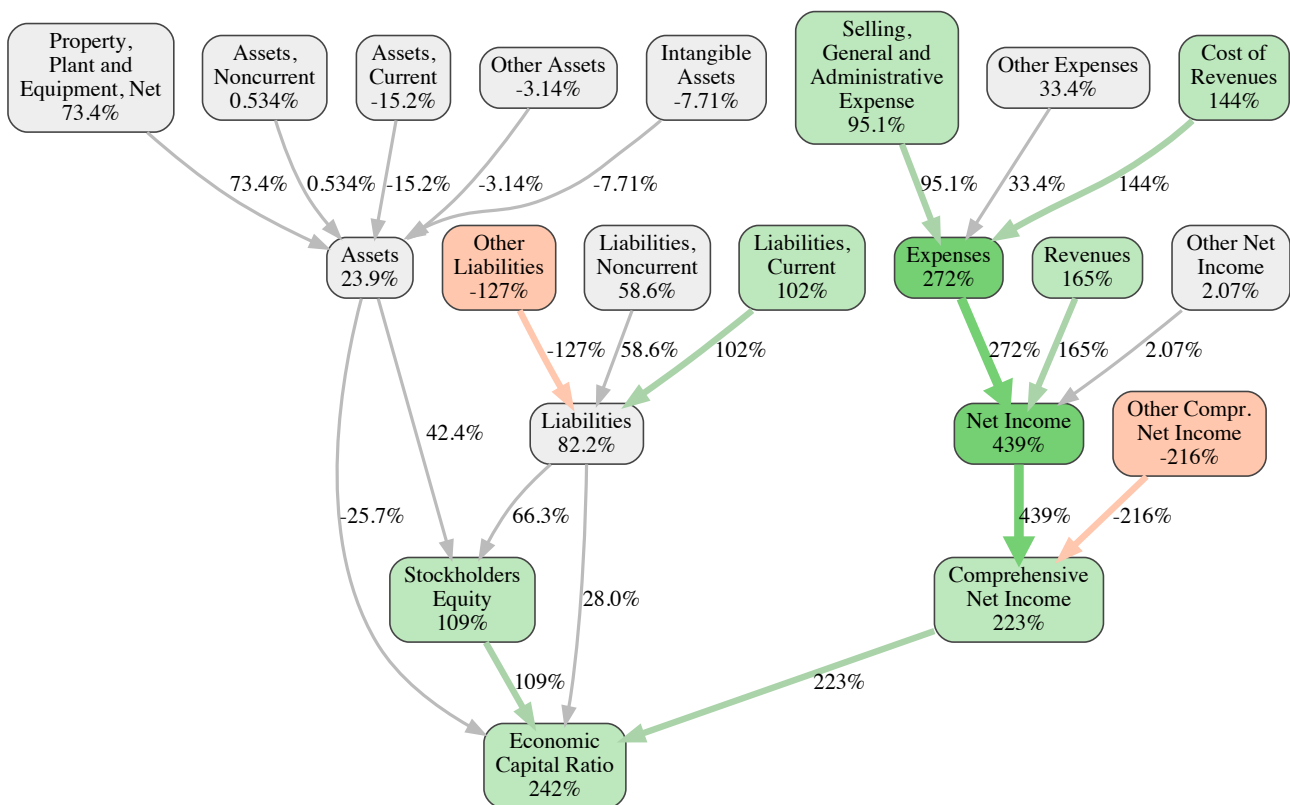 Property,
Plant and
Equipment, Net
73.4%
Assets,
Noncurrent
0.534%
Assets,
Current
-15.2%
Other Assets
-3.14%
Intangible
Assets
-7.71%
Selling,
General and
Administrative
Expense
95.1%
Other Expenses
33.4%
Cost of
Revenues
144%
73.4%
0.534%
-15.2%
-3.14%
-7.71%
95.1%
33.4%
144%
Assets
23.9%
Other
Liabilities
-127%
Liabilities,
Noncurrent
58.6%
Liabilities,
Current
102%
Expenses
272%
Revenues
165%
Other Net
Income
2.07%
-127%
58.6%
102%
272%
165%
2.07%
42.4%
Liabilities
82.2%
Net Income
439%
Other Compr.
Net Income
-216%
-25.7%
66.3%
439%
-216%
Stockholders
Equity
109%
28.0%
Comprehensive
Net Income
223%
109%
223%
Economic
Capital Ratio
242%